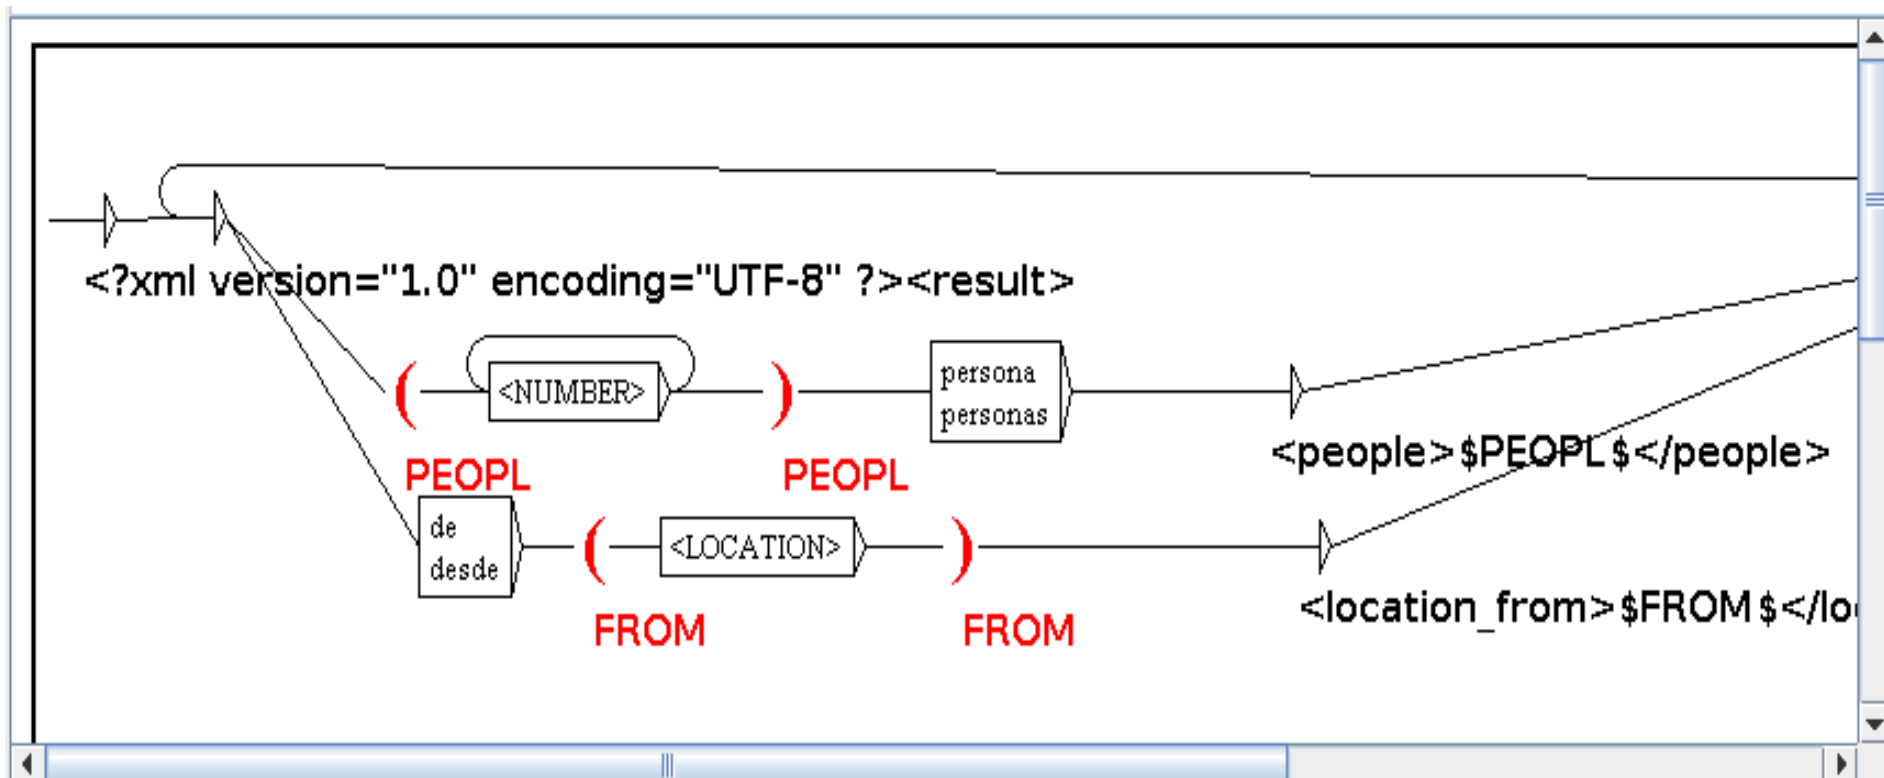 <?xml version="1.0" encoding="UTF-8" ?><result>
<NUMBER>
persona
personas
<people>$PEOPL$</people>
PEOPL
PEOPL
de
desde
<LOCATION>
<location_from>$FROM$</lo
FROM
FROM